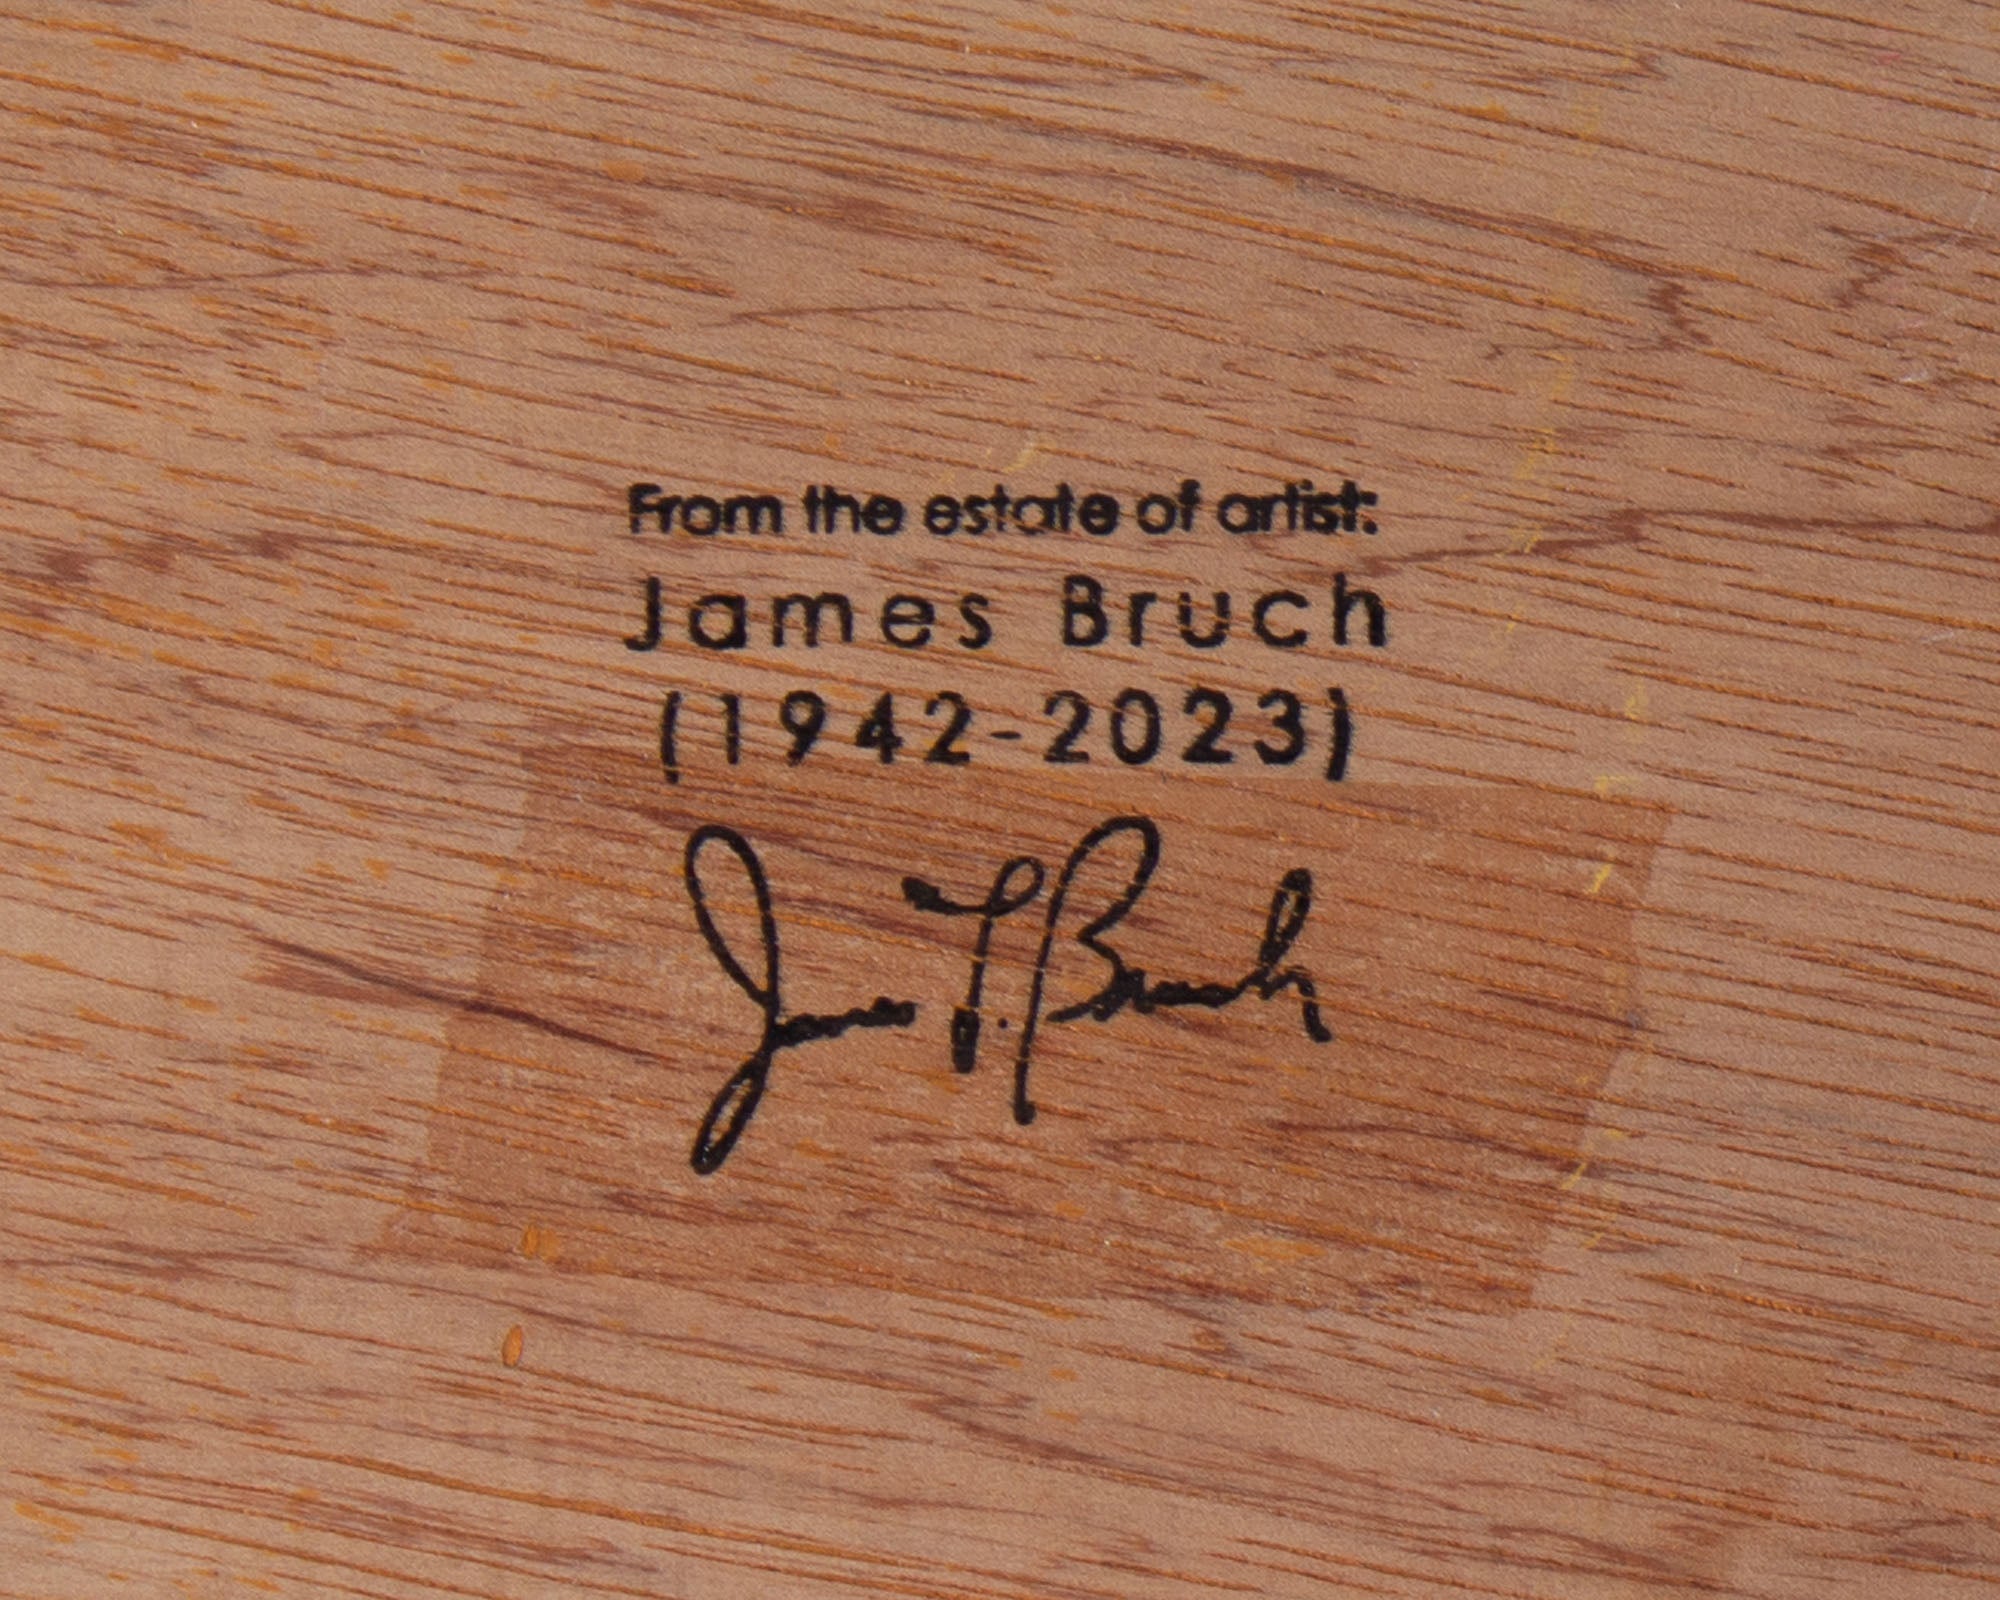 From the estate of artist:
James Bruch
(1942-2023)
James T. Bruch